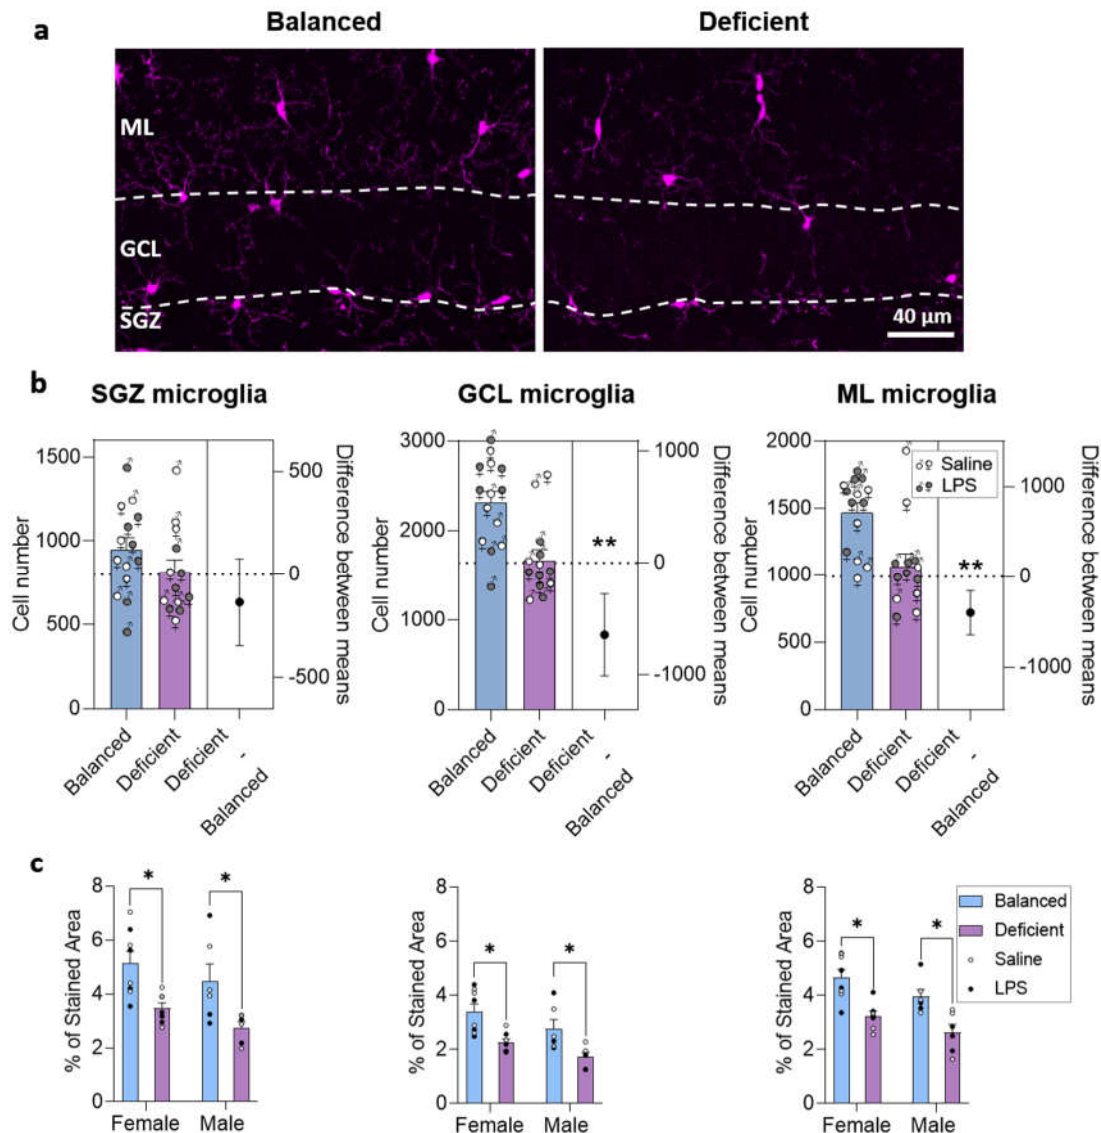 a
Balanced
Deficient
ML
GCL
SGZ
40 µm
b
SGZ microglia
GCL microglia
ML microglia
Cell number
1500
1000
500
0
500
0
-500
Difference between means
Balanced
Deficient
Deficient
-
Balanced
Cell number
3000
2000
1000
0
1000
0
-1000
**
Difference between means
Balanced
Deficient
Deficient
-
Balanced
Cell number
2000
1500
1000
500
0
1000
0
-1000
**
♂ Saline
♀ LPS
Difference between means
Balanced
Deficient
Deficient
-
Balanced
c
% of Stained Area
8
6
4
2
0
*
*
Female Male
% of Stained Area
8
6
4
2
0
*
*
Female Male
% of Stained Area
8
6
4
2
0
*
*
Female Male
Balanced
Deficient
Saline
LPS